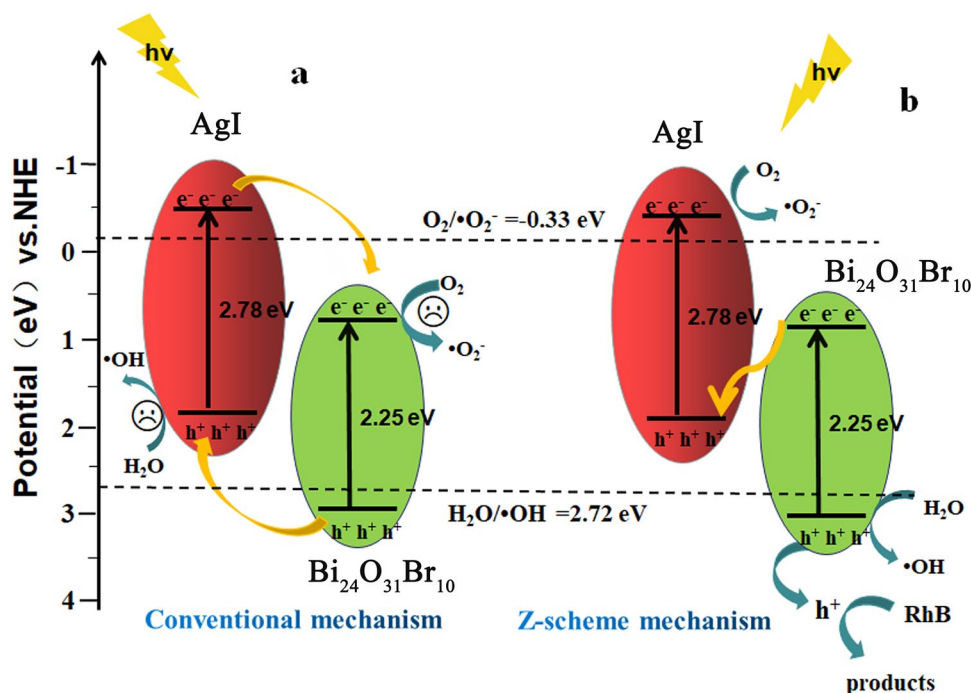 hν
a
AgI
Potential (eV) vs.NHE
-1
0
1
2
3
4
e⁻ e⁻ e⁻
2.78 eV
h⁺ h⁺ h⁺
•OH
H₂O
e⁻ e⁻ e⁻
2.25 eV
h⁺ h⁺ h⁺
O₂
•O₂⁻
Bi₂₄O₃₁Br₁₀
Conventional mechanism
O₂/•O₂⁻ =-0.33 eV
H₂O/•OH =2.72 eV
hν
b
AgI
e⁻ e⁻ e⁻
2.78 eV
h⁺ h⁺ h⁺
O₂
•O₂⁻
Bi₂₄O₃₁Br₁₀
e⁻ e⁻ e⁻
2.25 eV
h⁺ h⁺ h⁺
H₂O
•OH
h⁺
RhB
products
Z-scheme mechanism